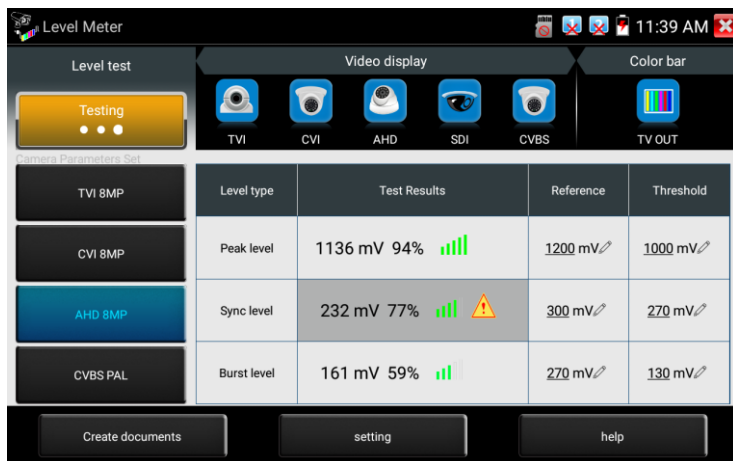 Level Meter
11:39 AM
Level test
Video display
Color bar
Testing
TVI
CVI
AHD
SDI
CVBS
TV OUT
Camera Parameters Set
TVI 8MP
CVI 8MP
AHD 8MP
CVBS PAL
Level type
Test Results
Reference
Threshold
Peak level
1136 mV 94%
1200 mV
1000 mV
Sync level
232 mV 77%
300 mV
270 mV
Burst level
161 mV 59%
270 mV
130 mV
Create documents
setting
help